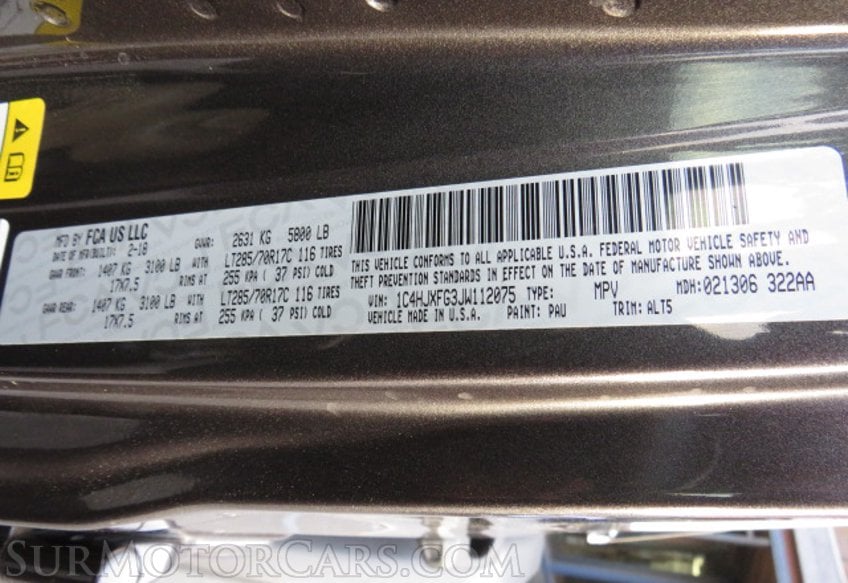 MFD BY FCA US LLC
DATE OF MFR(BUILT): 2-18 GVWR: 2631 KG 5800 LB
GAWR FRONT: 1407 KG 3100 LB WITH LT285/70R17C 116 TIRES
17X7.5 RIMS AT 255 KPA ( 37 PSI) COLD
GAWR REAR: 1407 KG 3100 LB WITH LT285/70R17C 116 TIRES
17X7.5 RIMS AT 255 KPA ( 37 PSI) COLD
THIS VEHICLE CONFORMS TO ALL APPLICABLE U.S.A. FEDERAL MOTOR VEHICLE SAFETY AND
THEFT PREVENTION STANDARDS IN EFFECT ON THE DATE OF MANUFACTURE SHOWN ABOVE.
VIN: 1C4HJXFG3JW112075 TYPE: MPV MDH:021306 322AA
VEHICLE MADE IN U.S.A. PAINT: PAU TRIM: ALT5
SurMotorCars.com